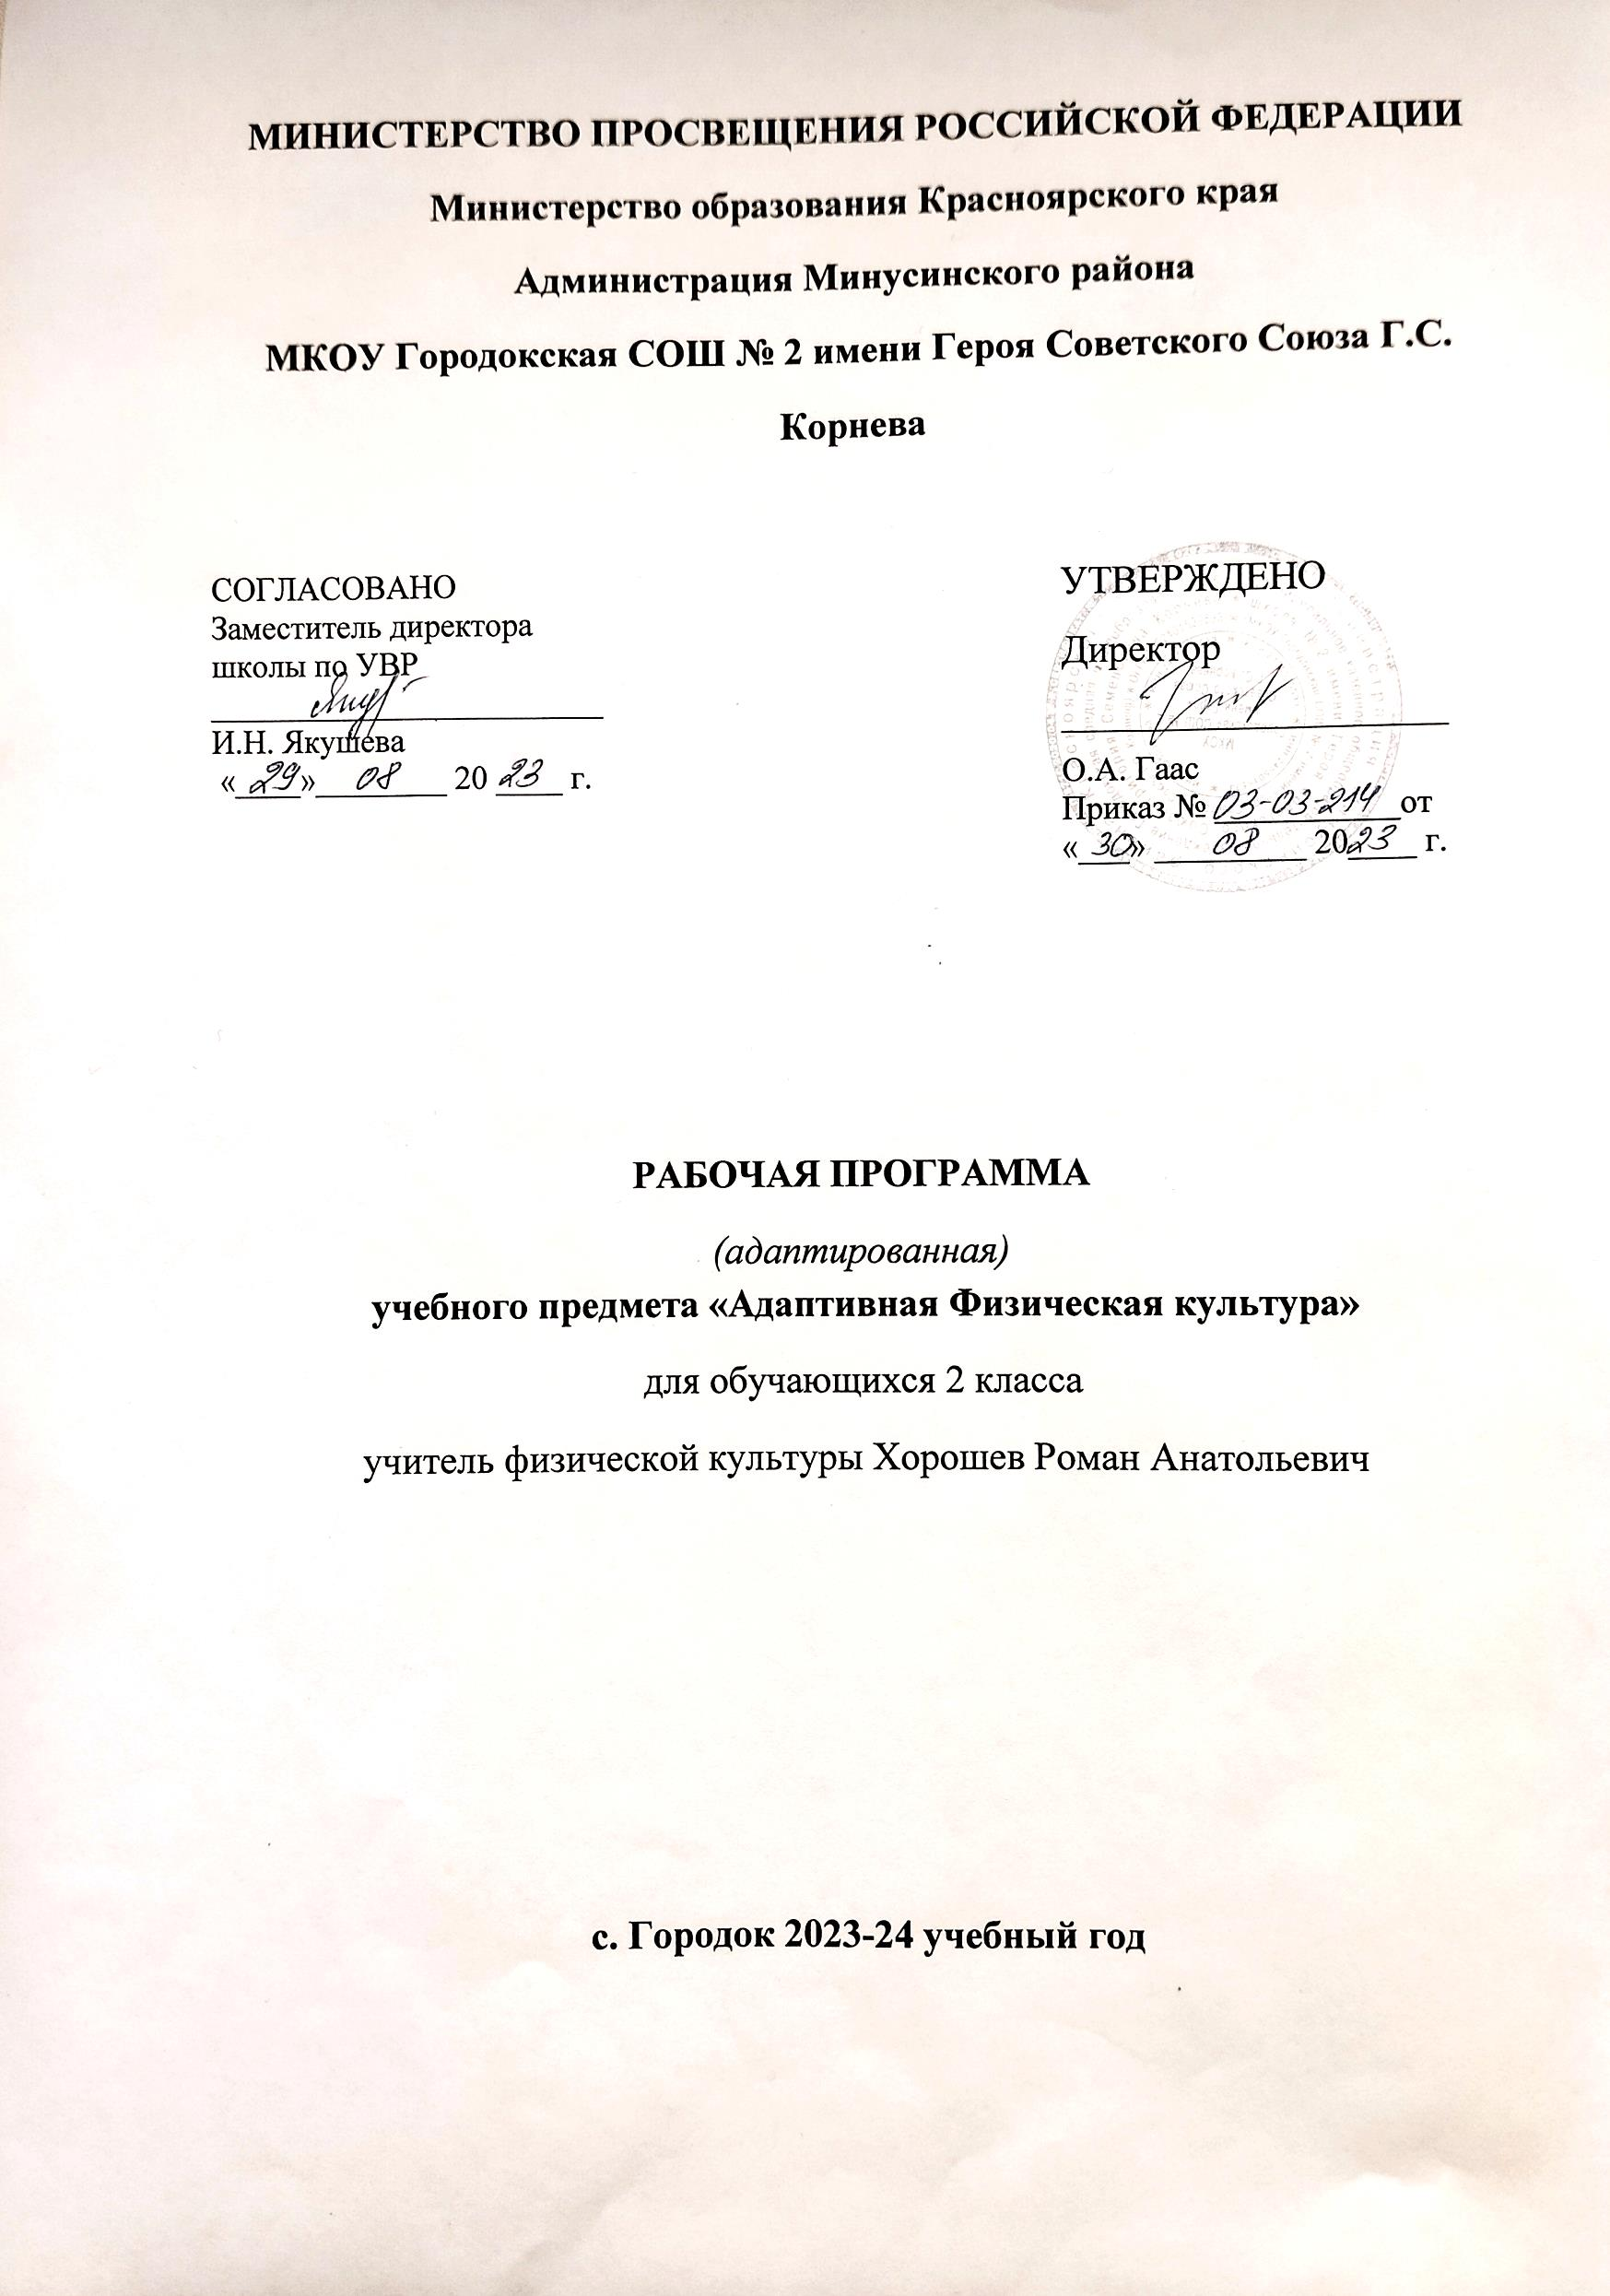 МИНИСТЕРСТВО ПРОСВЕЩЕНИЯ РОССИЙСКОЙ ФЕДЕРАЦИИ
Министерство образования Красноярского края
Администрация Минусинского района
МКОУ Городокская СОШ № 2 имени Героя Советского Союза Г.С.
Корнева
СОГЛАСОВАНО
Заместитель директора
школы по УВР
И.Н. Якушева
«29» 08 20 23 г.
УТВЕРЖДЕНО
Директор
О.А. Гаас
Приказ № 03-03-214 от
«30» 08 2023 г.
РАБОЧАЯ ПРОГРАММА
(адаптированная)
учебного предмета «Адаптивная Физическая культура»
для обучающихся 2 класса
учитель физической культуры Хорошев Роман Анатольевич
с. Городок 2023-24 учебный год